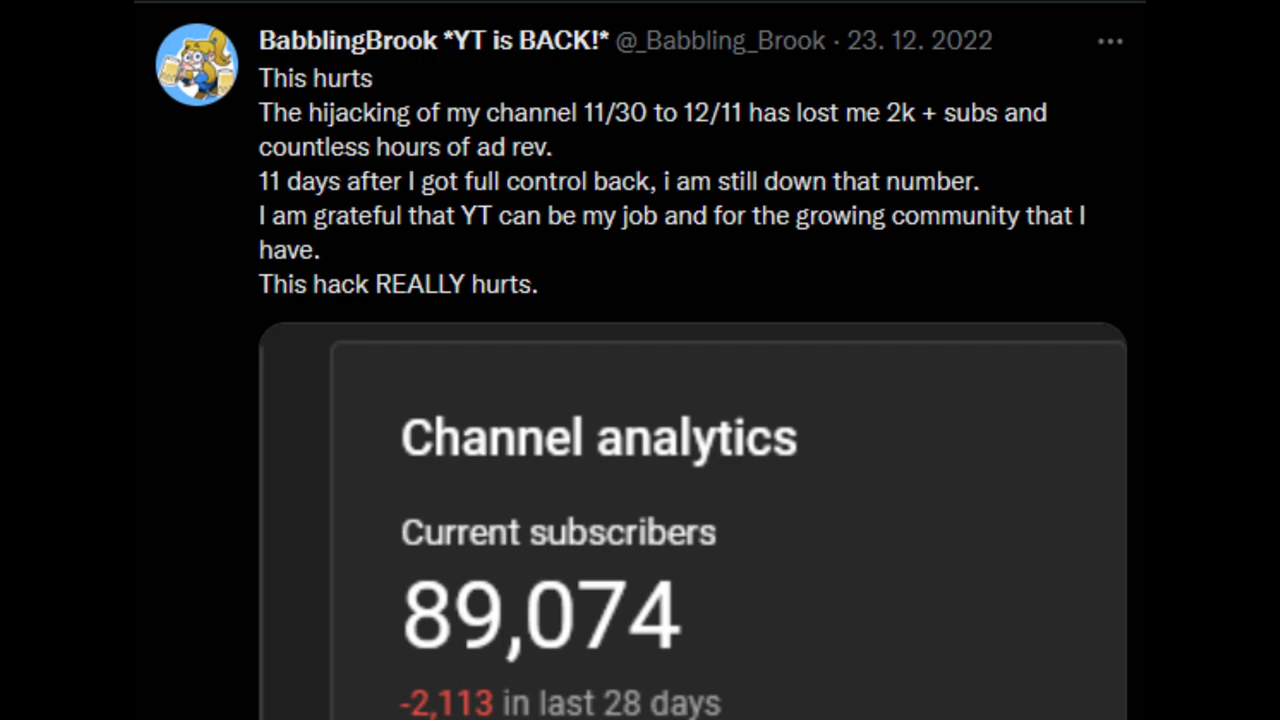 BabblingBrook *YT is BACK!* @_Babbling_Brook · 23. 12. 2022
This hurts
The hijacking of my channel 11/30 to 12/11 has lost me 2k + subs and
countless hours of ad rev.
11 days after I got full control back, i am still down that number.
I am grateful that YT can be my job and for the growing community that I
have.
This hack REALLY hurts.
Channel analytics
Current subscribers
89,074
-2,113 in last 28 days